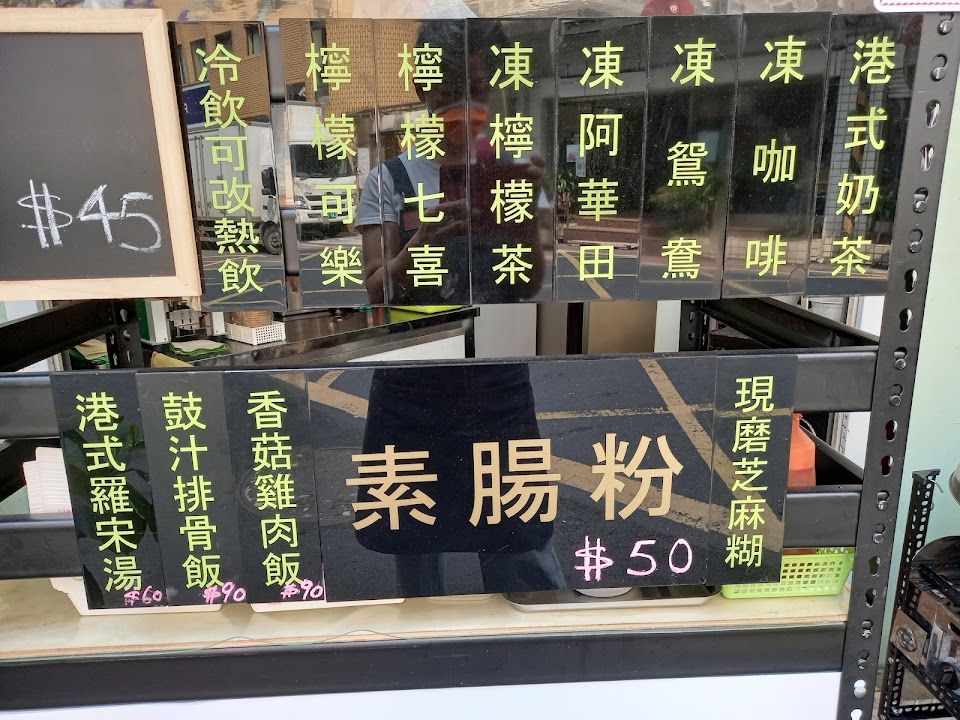 港式奶茶
凍咖啡
凍鴛鴦
凍阿華田
凍檸檬茶
檸檬七喜
檸檬可樂
冷飲可改熱飲
$45
現磨芝麻糊
素腸粉
$50
香菇雞肉飯
$90
鼓汁排骨飯
$90
港式羅宋湯
$60